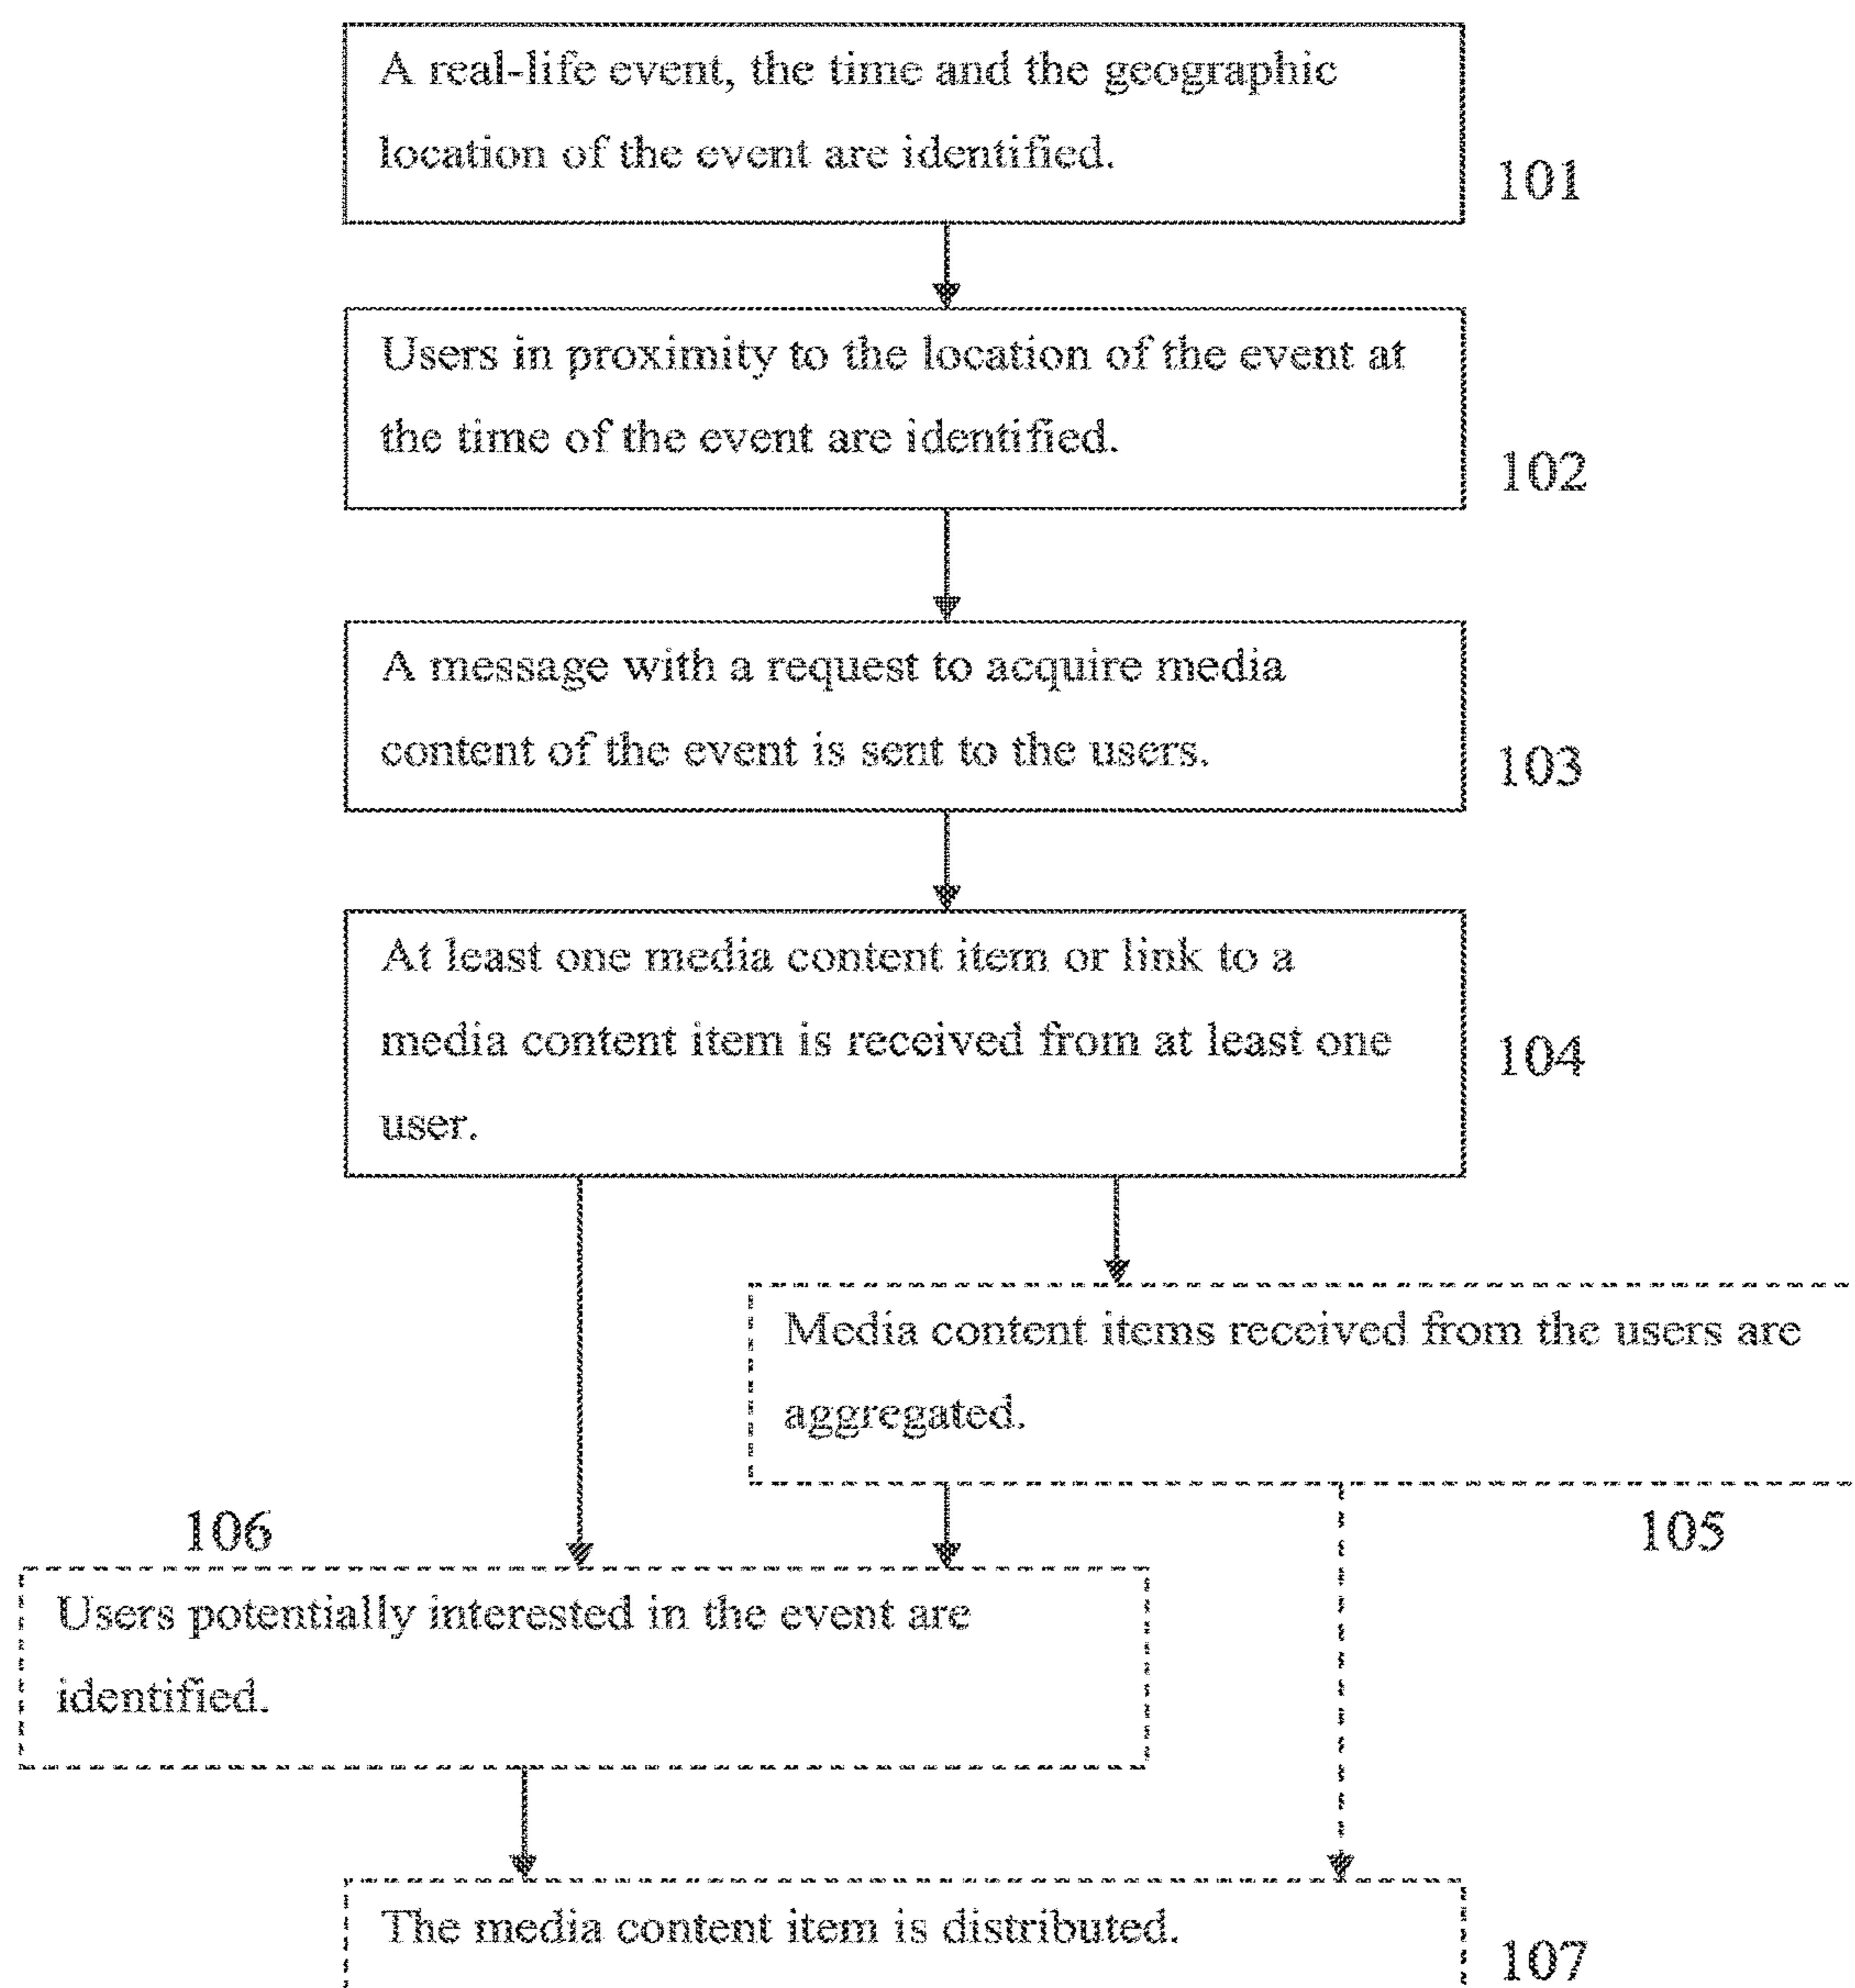 A real-life event, the time and the geographic
location of the event are identified.
101
Users in proximity to the location of the event at
the time of the event are identified.
102
A message with a request to acquire media
content of the event is sent to the users.
103
At least one media content item or link to a
media content item is received from at least one
user.
104
Media content items received from the users are
aggregated.
105
106
Users potentially interested in the event are
identified.
The media content item is distributed.
107